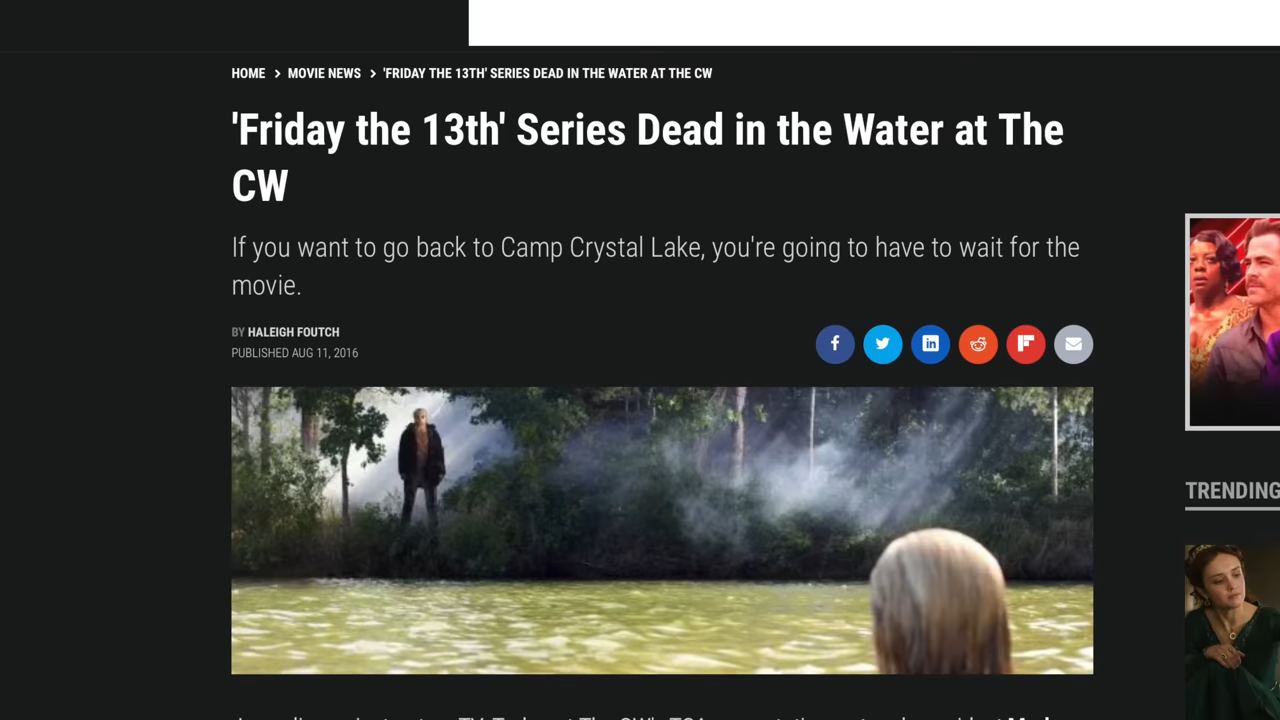 HOME > MOVIE NEWS > 'FRIDAY THE 13TH' SERIES DEAD IN THE WATER AT THE CW
'Friday the 13th' Series Dead in the Water at The
CW
If you want to go back to Camp Crystal Lake, you're going to have to wait for the
movie.
BY HALEIGH FOUTCH
PUBLISHED AUG 11, 2016
TRENDING